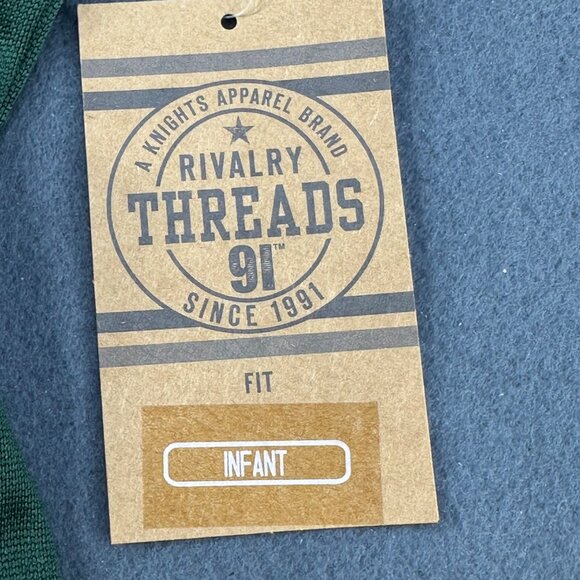 A KNIGHTS APPAREL BRAND
RIVALRY
THREADS
91™
SINCE 1991
FIT
INFANT